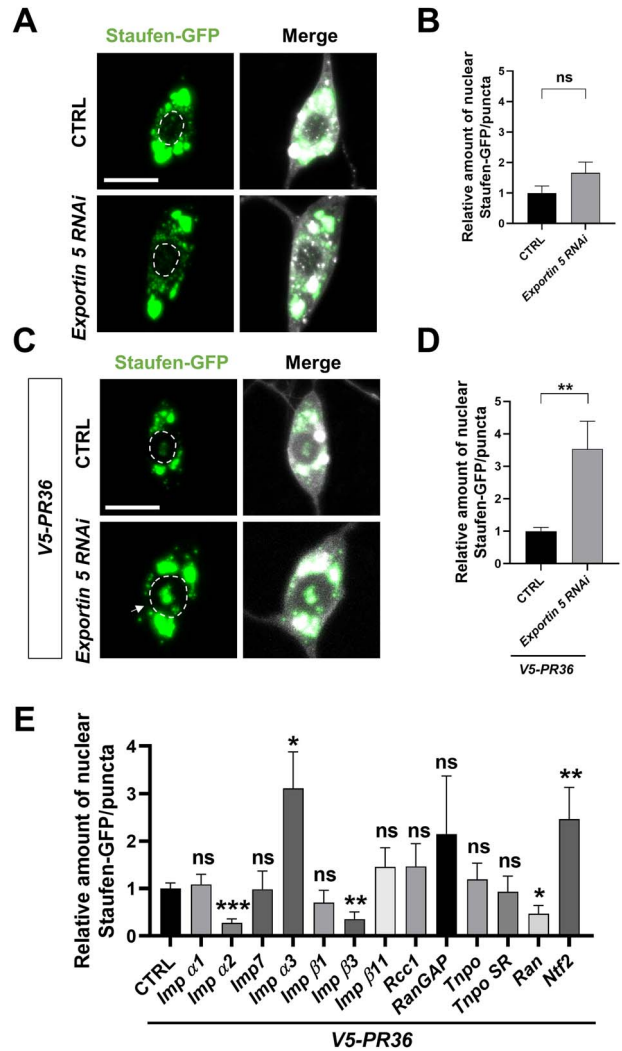 A
Staufen-GFP Merge
CTRL
Exportin 5 RNAi
B
Relative amount of nuclear
Staufen-GFP/puncta
5
4
3
2
1
0
ns
CTRL
Exportin 5 RNAi
C
Staufen-GFP Merge
V5-PR36
CTRL
Exportin 5 RNAi
D
Relative amount of nuclear
Staufen-GFP/puncta
5
4
3
2
1
0
**
CTRL
Exportin 5 RNAi
V5-PR36
E
Relative amount of nuclear
Staufen-GFP/puncta
4
3
2
1
0
ns *** ns * ns ** ns ns ns ns ns * **
CTRL
Imp α1
Imp α2
Imp7
Imp α3
Imp β1
Imp β3
Imp β11
Rcc1
RanGAP
Tnpo
Tnpo SR
Ran
Ntf2
V5-PR36